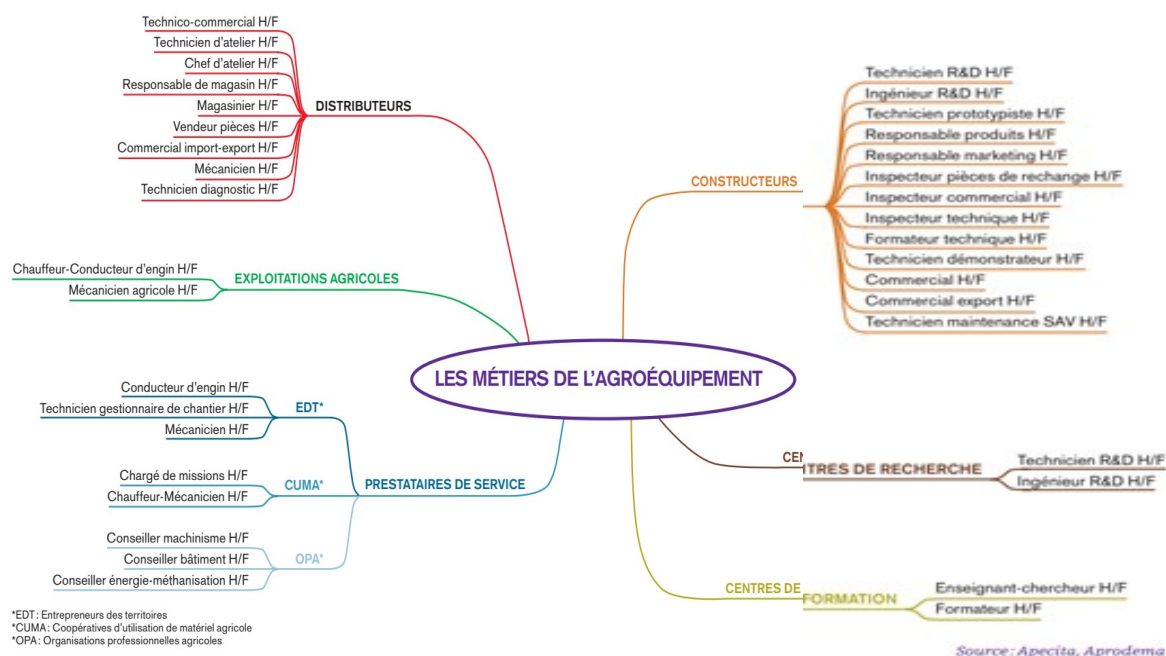 Technico-commercial H/F
Technicien d'atelier H/F
Chef d'atelier H/F
Responsable de magasin H/F
Magasinier H/F
Vendeur pièces H/F
Commercial import-export H/F
Mécanicien H/F
Technicien diagnostic H/F
DISTRIBUTEURS
Chauffeur-Conducteur d'engin H/F
Mécanicien agricole H/F
EXPLOITATIONS AGRICOLES
CONSTRUCTEURS
Technicien R&D H/F
Ingénieur R&D H/F
Technicien prototypiste H/F
Responsable produits H/F
Responsable marketing H/F
Inspecteur pièces de rechange H/F
Inspecteur commercial H/F
Inspecteur technique H/F
Formateur technique H/F
Technicien démonstrateur H/F
Commercial H/F
Commercial export H/F
Technicien maintenance SAV H/F
LES MÉTIERS DE L'AGROÉQUIPEMENT
Conducteur d'engin H/F
Technicien gestionnaire de chantier H/F
Mécanicien H/F
EDT*
Chargé de missions H/F
Chauffeur-Mécanicien H/F
CUMA*
PRESTATAIRES DE SERVICE
Conseiller machinisme H/F
Conseiller bâtiment H/F
Conseiller énergie-méthanisation H/F
OPA*
CENTRES DE RECHERCHE
Technicien R&D H/F
Ingénieur R&D H/F
CENTRES DE FORMATION
Enseignant-chercheur H/F
Formateur H/F
*EDT : Entrepreneurs des territoires
*CUMA : Coopératives d'utilisation de matériel agricole
*OPA : Organisations professionnelles agricoles
Source : Apecita, Aprodema